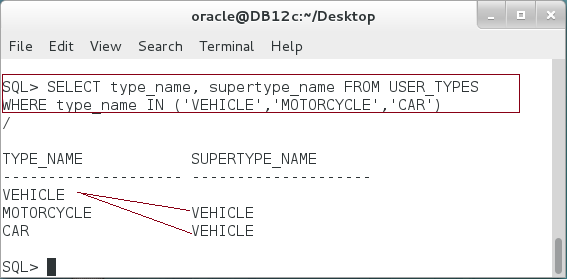 oracle@DB12c:~/Desktop
File Edit View Search Terminal Help
SQL> SELECT type_name, supertype_name FROM USER_TYPES
WHERE type_name IN ('VEHICLE','MOTORCYCLE','CAR')
/
TYPE_NAME SUPERTYPE_NAME
-------------------- --------------------
VEHICLE
MOTORCYCLE VEHICLE
CAR VEHICLE
SQL>